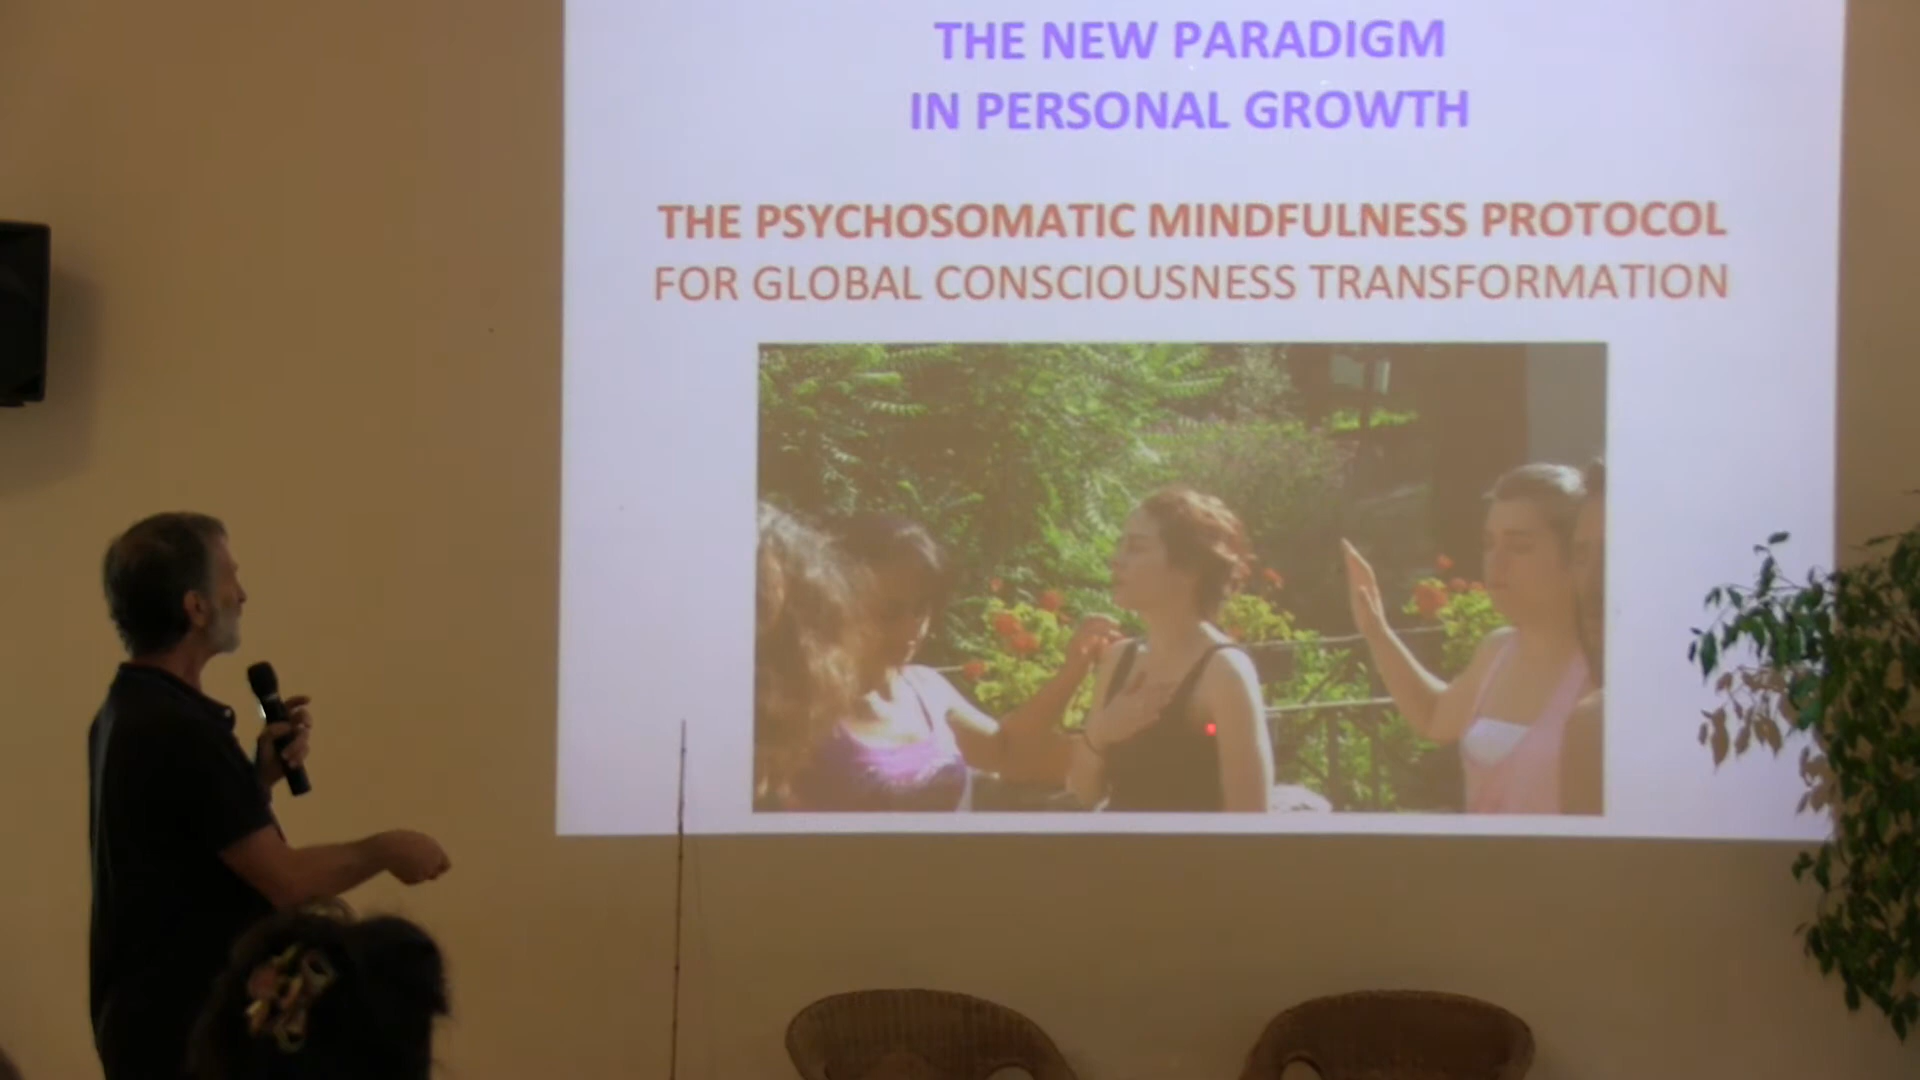 THE NEW PARADIGM
IN PERSONAL GROWTH
THE PSYCHOSOMATIC MINDFULNESS PROTOCOL
FOR GLOBAL CONSCIOUSNESS TRANSFORMATION